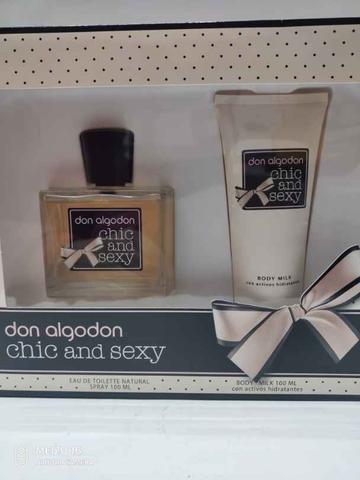 don algodon
chic
and
sexy
don algodon
chic
and
sexy
BODY MILK
con activos hidratantes
don algodon
chic and sexy
EAU DE TOILETTE NATURAL
SPRAY 100 ML
BODY MILK 100 ML
con activos hidratantes